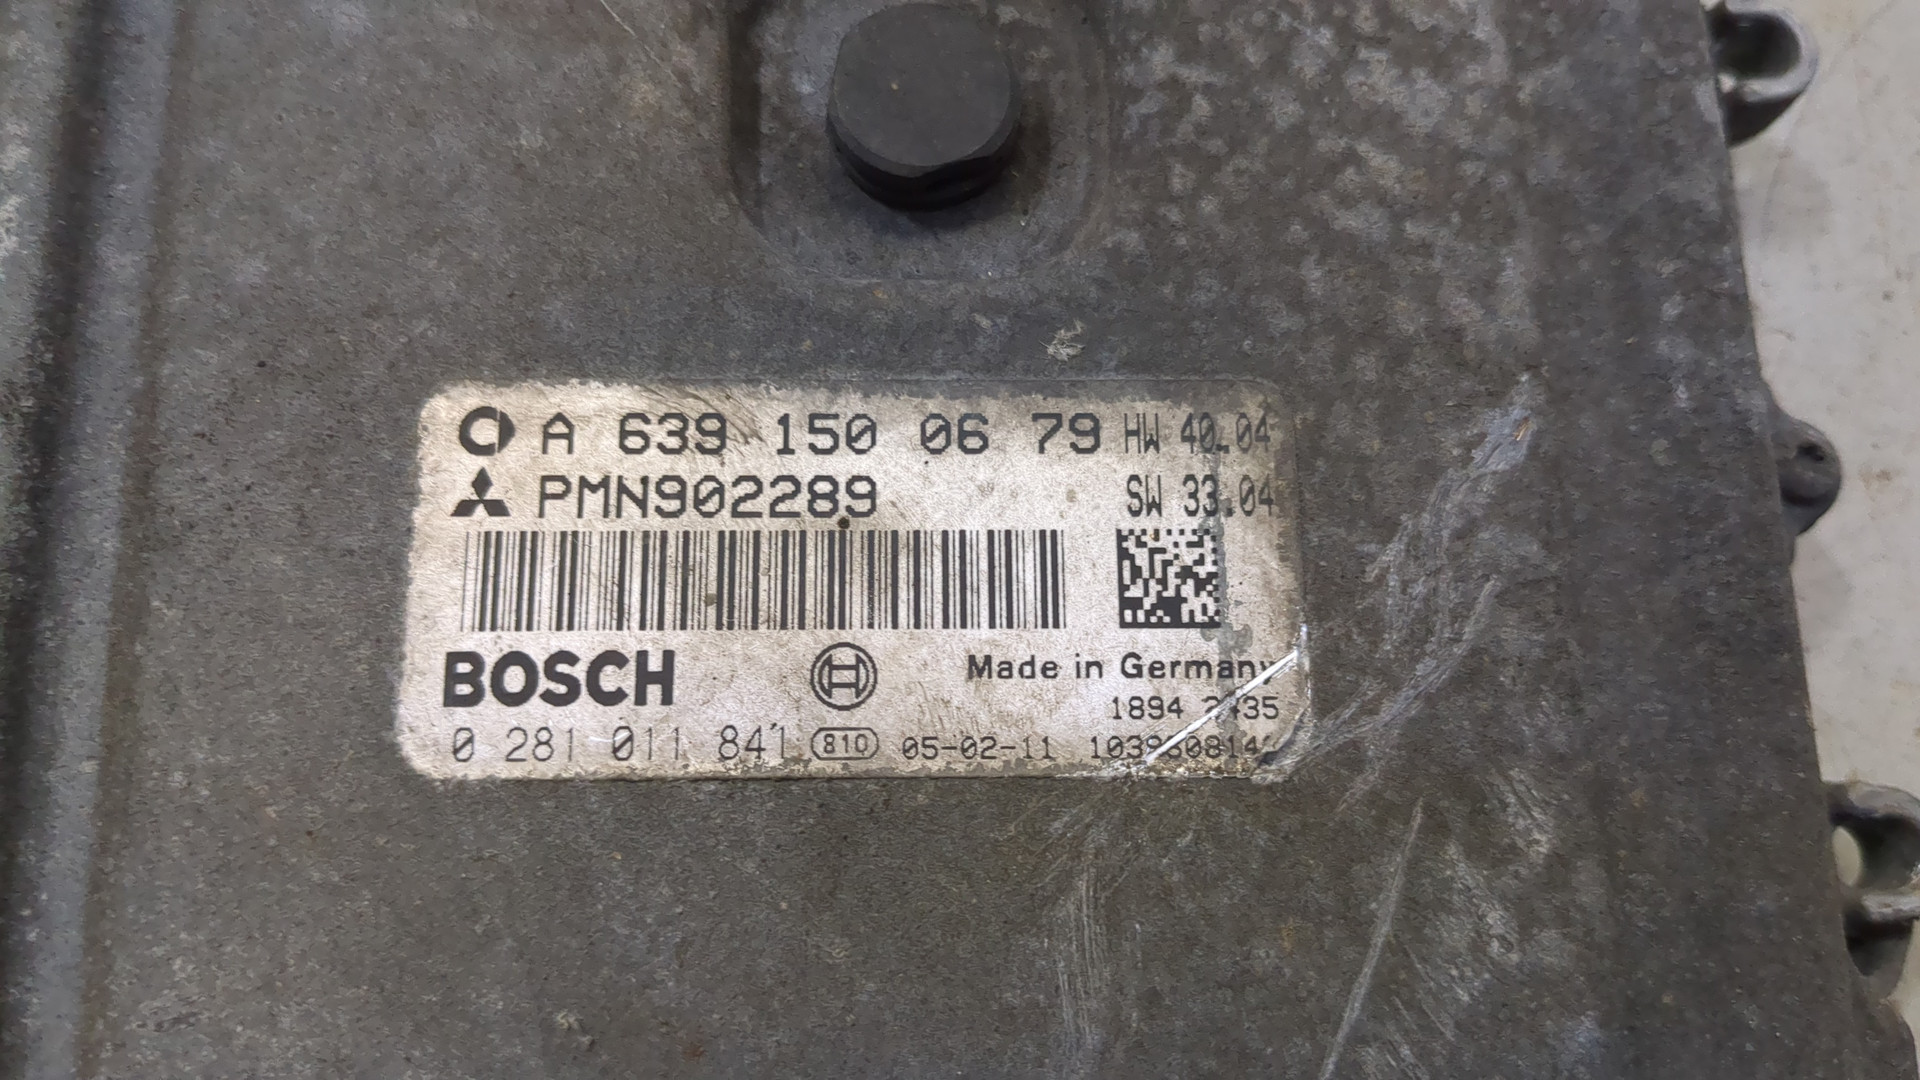 A 639 150 06 79 HW 40.04
PMN902289 SW 33.04
BOSCH Made in Germany
1894
0 281 011 841 810 05-02-11